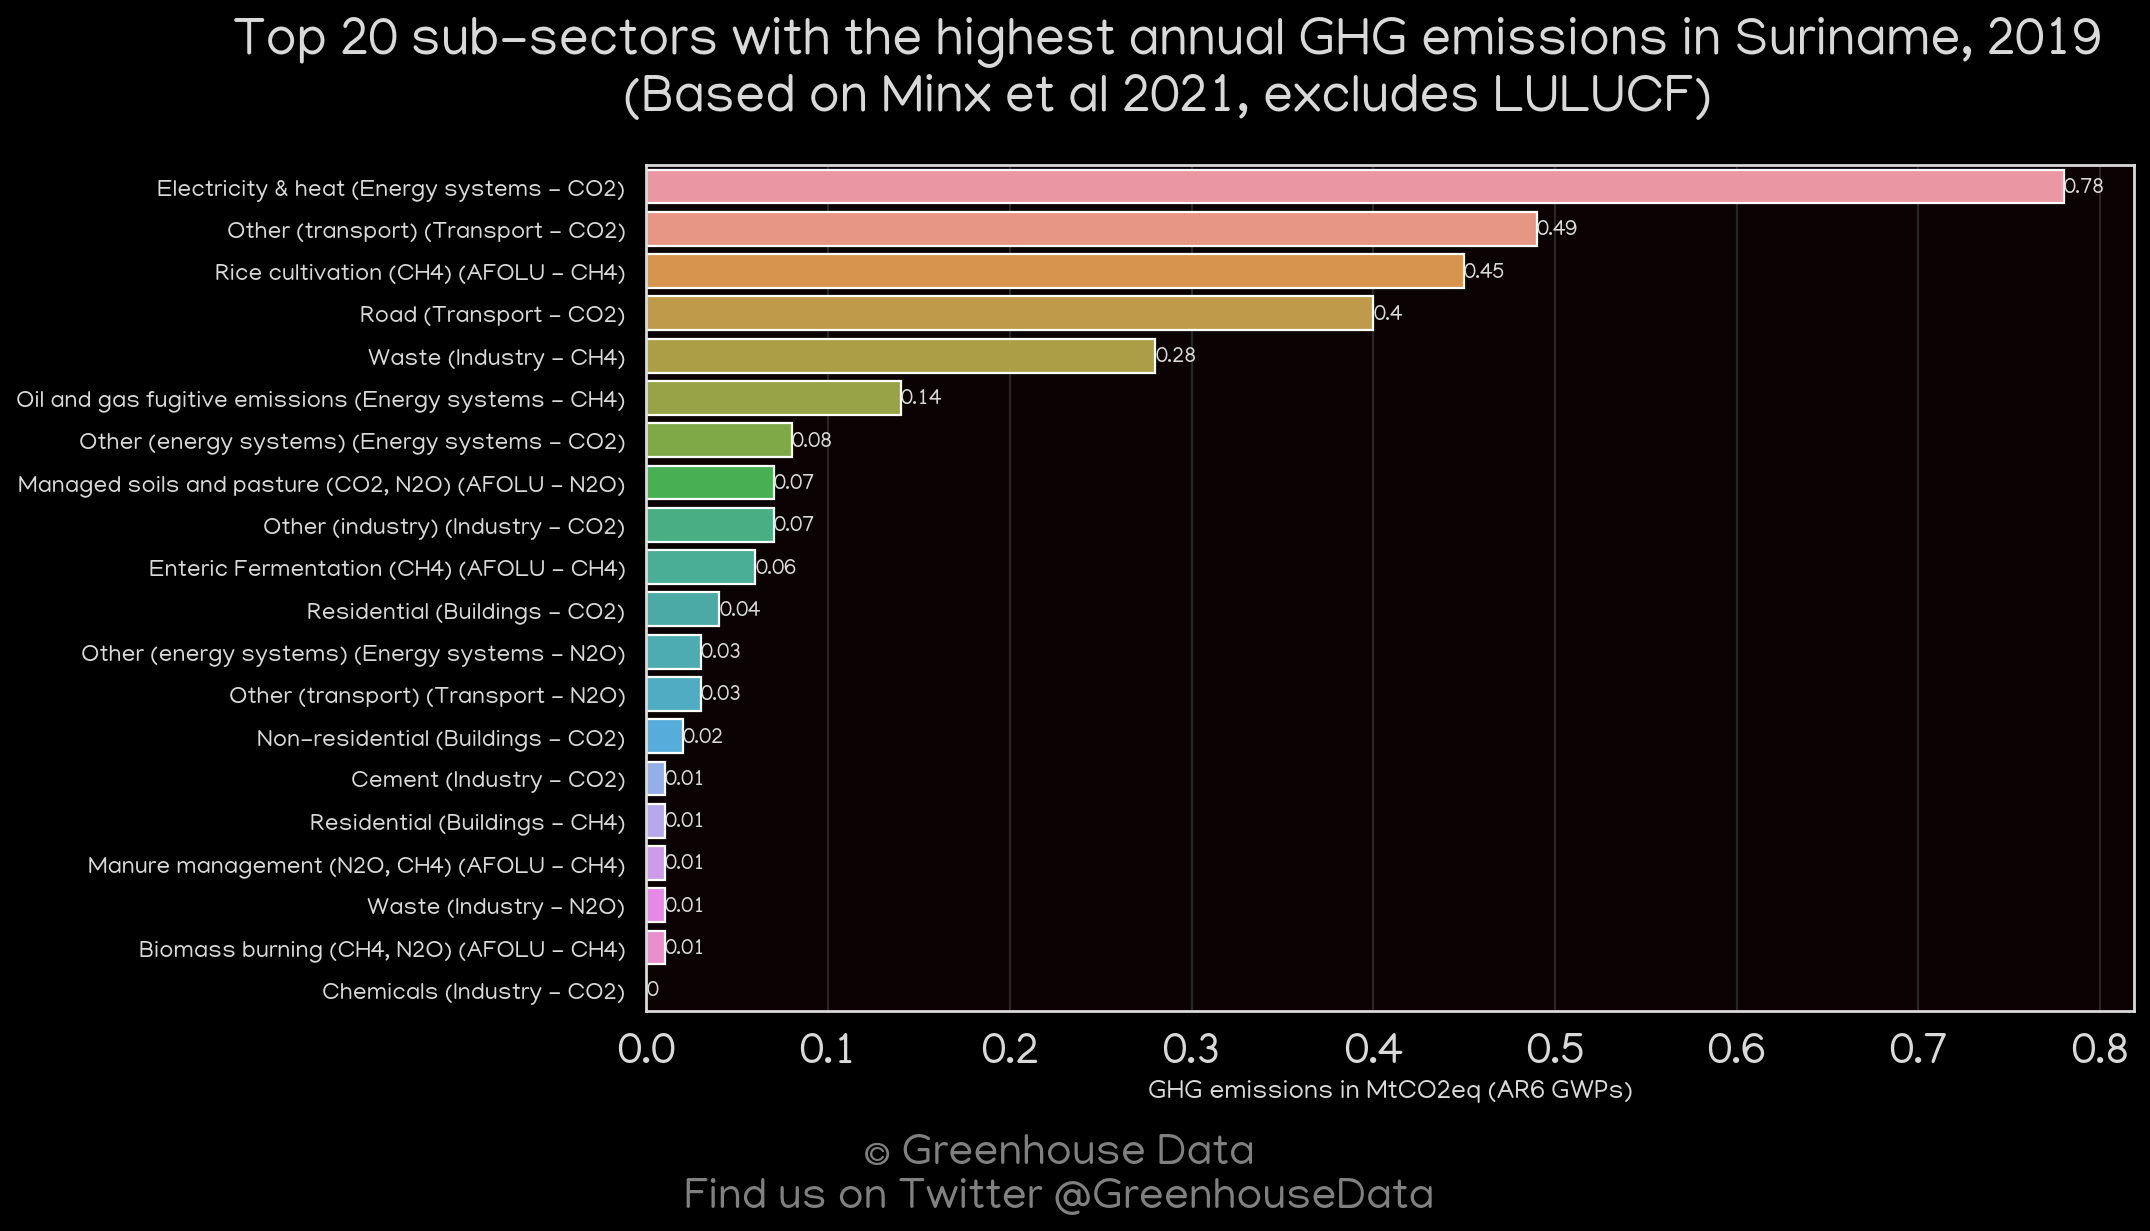 Top 20 sub-sectors with the highest annual GHG emissions in Suriname, 2019
(Based on Minx et al 2021, excludes LULUCF)
Electricity & heat (Energy systems - CO2) 0.78
Other (transport) (Transport - CO2) 0.49
Rice cultivation (CH4) (AFOLU - CH4) 0.45
Road (Transport - CO2) 0.4
Waste (Industry - CH4) 0.28
Oil and gas fugitive emissions (Energy systems - CH4) 0.14
Other (energy systems) (Energy systems - CO2) 0.08
Managed soils and pasture (CO2, N2O) (AFOLU - N2O) 0.07
Other (industry) (Industry - CO2) 0.07
Enteric Fermentation (CH4) (AFOLU - CH4) 0.06
Residential (Buildings - CO2) 0.04
Other (energy systems) (Energy systems - N2O) 0.03
Other (transport) (Transport - N2O) 0.03
Non-residential (Buildings - CO2) 0.02
Cement (Industry - CO2) 0.01
Residential (Buildings - CH4) 0.01
Manure management (N2O, CH4) (AFOLU - CH4) 0.01
Waste (Industry - N2O) 0.01
Biomass burning (CH4, N2O) (AFOLU - CH4) 0.01
Chemicals (Industry - CO2) 0
0.0 0.1 0.2 0.3 0.4 0.5 0.6 0.7 0.8
GHG emissions in MtCO2eq (AR6 GWPs)
© Greenhouse Data
Find us on Twitter @GreenhouseData